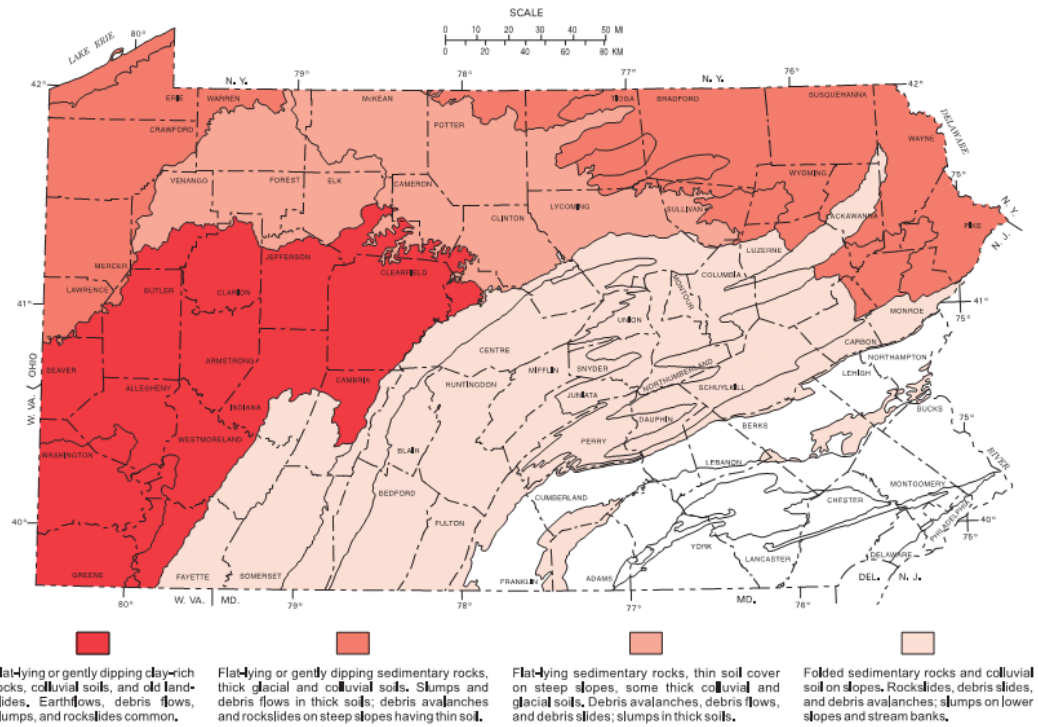 SCALE
0 10 20 30 40 50 MI
0 20 40 60 80 KM
LAKE ERIE
80°
42°
79°
N. Y.
78°
77°
N. Y.
76°
42°
ERIE
WARREN
McKEAN
TIOGA
BRADFORD
SUSQUEHANNA
CRAWFORD
POTTER
WAYNE
DELAWARE
VENANGO
FOREST
ELK
CAMERON
WYOMING
75°
LYCOMING
SULLIVAN
CLINTON
LACKAWANNA
PIKE
N. Y.
N. J.
MERCER
JEFFERSON
CLEARFIELD
LUZERNE
COLUMBIA
LAWRENCE
BUTLER
CLARION
MONTOUR
41°
41°
75°
UNION
MONROE
CENTRE
CARBON
OHIO
W. VA.
BEAVER
ARMSTRONG
MIFFLIN
SNYDER
NORTHUMBERLAND
NORTHAMPTON
LEHIGH
ALLEGHENY
CAMBRIA
HUNTINGDON
SCHUYLKILL
INDIANA
JUNIATA
BUCKS
DAUPHIN
75°
WESTMORELAND
BERKS
PERRY
WASHINGTON
BLAIR
LEBANON
RIVER
BEDFORD
CUMBERLAND
MONTGOMERY
CHESTER
40°
FULTON
PHILADELPHIA
40°
75°
YORK
LANCASTER
DELAWARE
GREENE
FAYETTE
SOMERSET
FRANKLIN
ADAMS
DEL.
N. J.
80°
W. VA.
MD.
79°
78°
77°
MD.
76°
lat-lying or gently dipping clay-rich
ocks, colluvial soils, and old land-
lides. Earthflows, debris flows,
lumps, and rockslides common.
Flat-lying or gently dipping sedimentary rocks,
thick glacial and colluvial soils. Slumps and
debris flows in thick soils; debris avalanches
and rockslides on steep slopes having thin soil.
Flat-lying sedimentary rocks, thin soil cover
on steep slopes, some thick colluvial and
glacial soils. Debris avalanches, debris flows,
and debris slides; slumps in thick soils.
Folded sedimentary rocks and colluvial
soil on slopes. Rockslides, debris slides,
and debris avalanches; slumps on lower
slopes and stream banks.